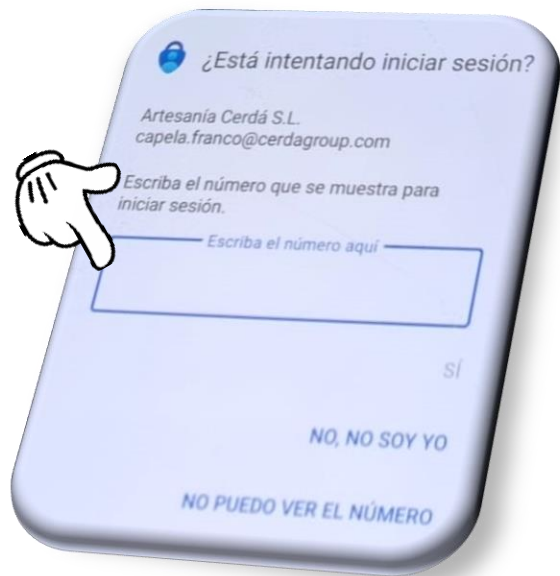 ¿Está intentando iniciar sesión?
Artesanía Cerdá S.L.
capela.franco@cerdagroup.com
Escriba el número que se muestra para
iniciar sesión.
Escriba el número aquí
SÍ
NO, NO SOY YO
NO PUEDO VER EL NÚMERO